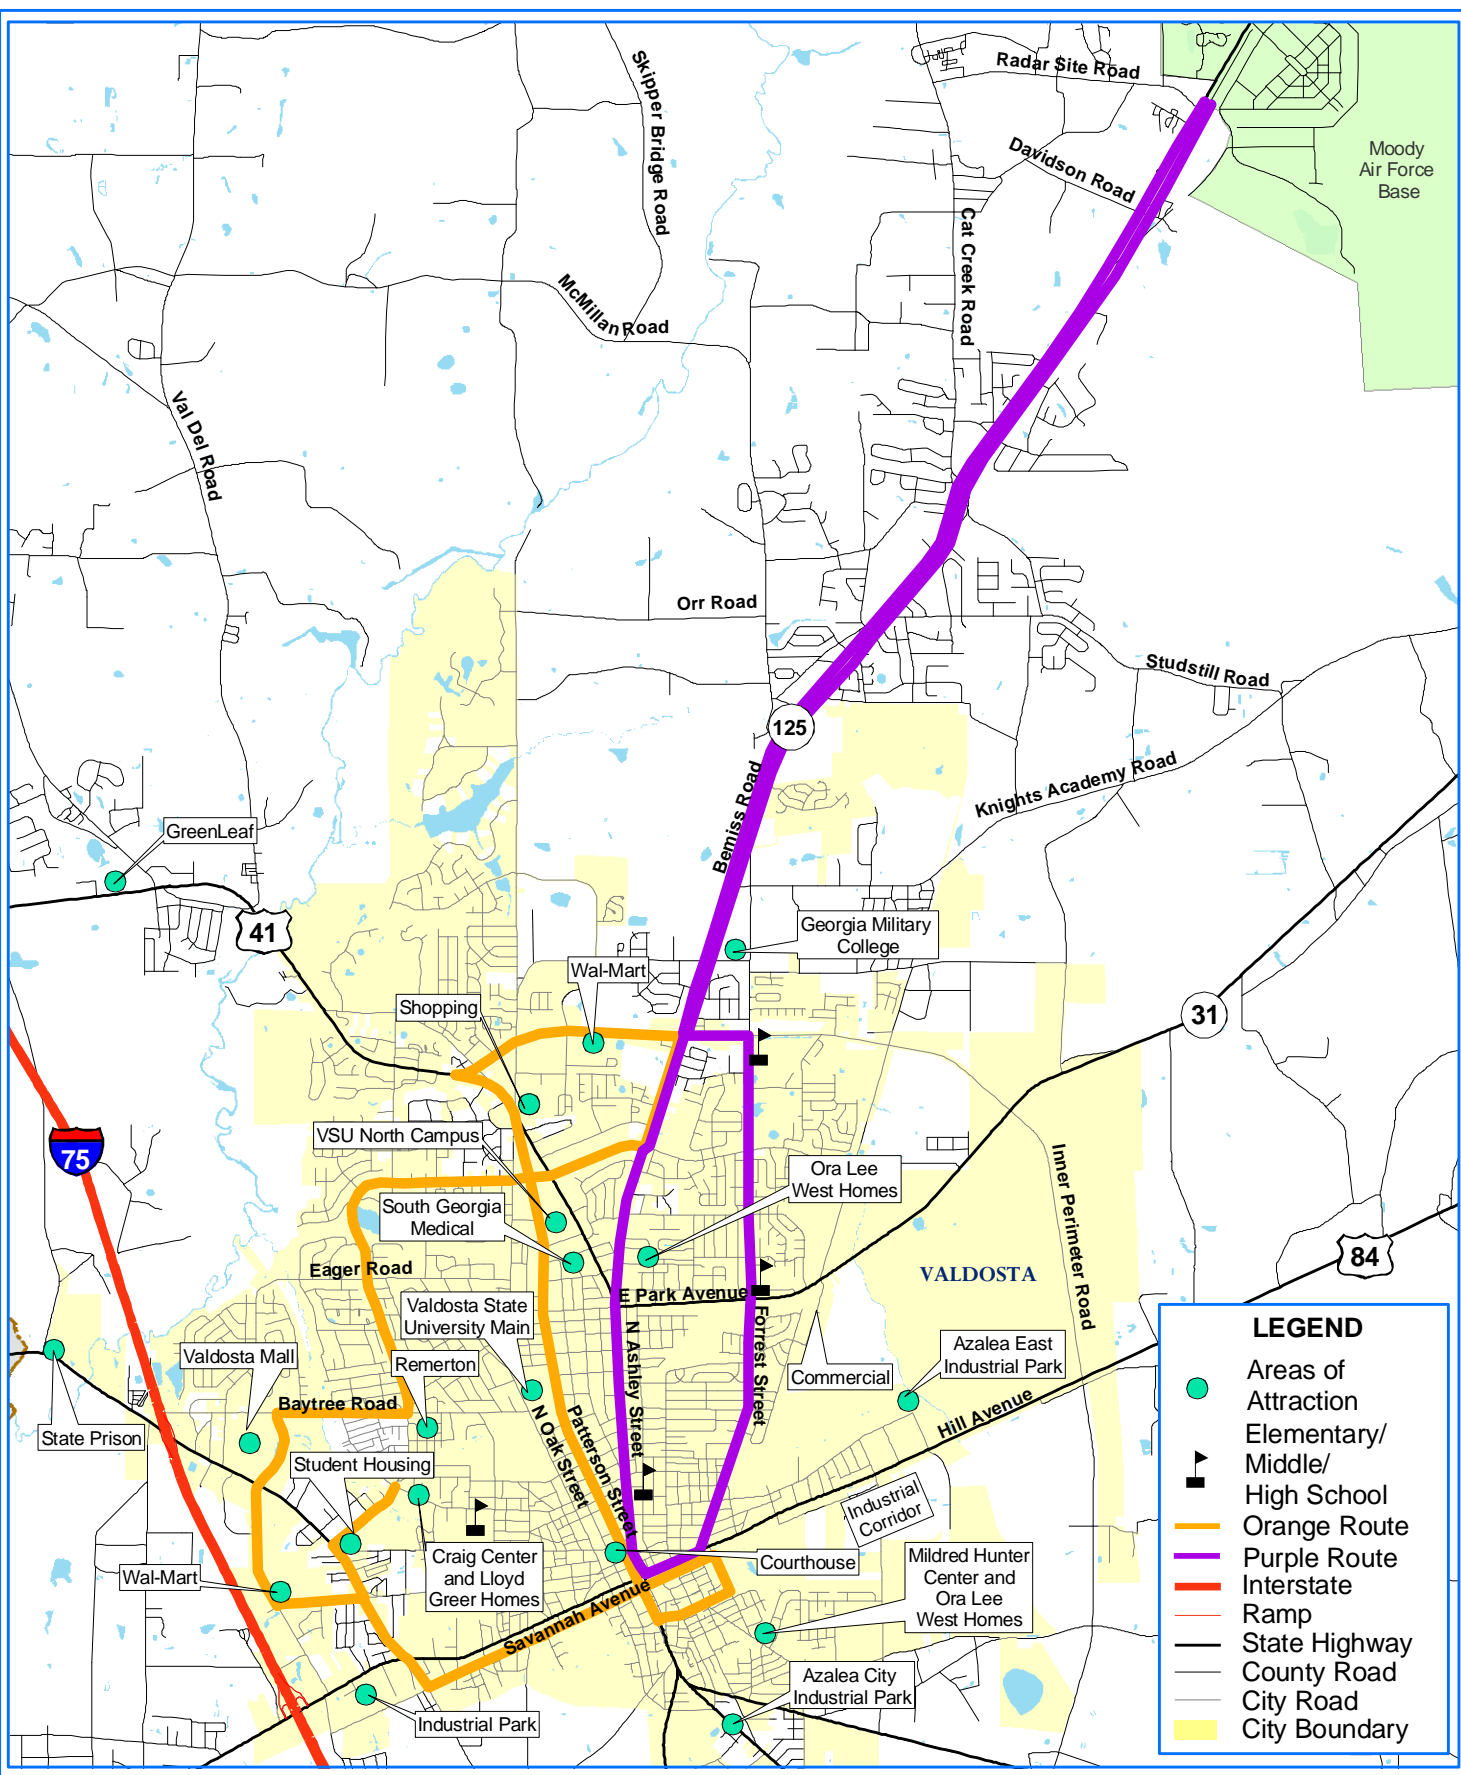 Radar Site Road
Skipper Bridge Road
Moody
Air Force
Base
Davidson Road
Cat Creek Road
McMillan Road
Val Del Road
Orr Road
Studstill Road
125
Bemiss Road
Knights Academy Road
GreenLeaf
41
Georgia Military
College
Wal-Mart
Shopping
31
VSU North Campus
75
Ora Lee
West Homes
Inner Perimeter Road
South Georgia
Medical
84
Eager Road
VALDOSTA
E Park Avenue
Valdosta State
University Main
N Ashley Street
Forrest Street
Azalea East
Industrial Park
Valdosta Mall
Remerton
Commercial
Baytree Road
Hill Avenue
State Prison
N Oak Street
Patterson Street
Student Housing
Industrial
Corridor
Craig Center
and Lloyd
Greer Homes
Courthouse
Mildred Hunter
Center and
Ora Lee
West Homes
Wal-Mart
Savannah Avenue
Azalea City
Industrial Park
Industrial Park
LEGEND
Areas of
Attraction
Elementary/
Middle/
High School
Orange Route
Purple Route
Interstate
Ramp
State Highway
County Road
City Road
City Boundary